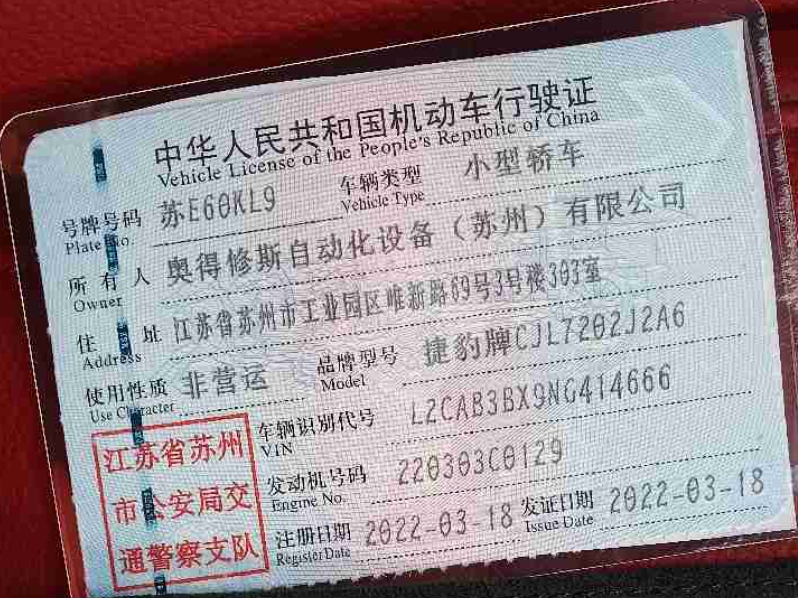 中华人民共和国机动车行驶证
Vehicle License of the People's Republic of China
号牌号码 苏E60KL9 车辆类型 小型轿车
Plate No. Vehicle Type
所有人 奥得修斯自动化设备（苏州）有限公司
Owner
住址 江苏省苏州市工业园区唯新路69号3号楼303室
Address
使用性质 非营运 品牌型号 捷豹牌CJL7202J2A6
Use Character Model
车辆识别代号 L2CAB3BX9NG414666
VIN
发动机号码 220303C0129
Engine No.
注册日期 2022-03-18 发证日期 2022-03-18
Register Date Issue Date
江苏省苏州
市公安局交
通警察支队